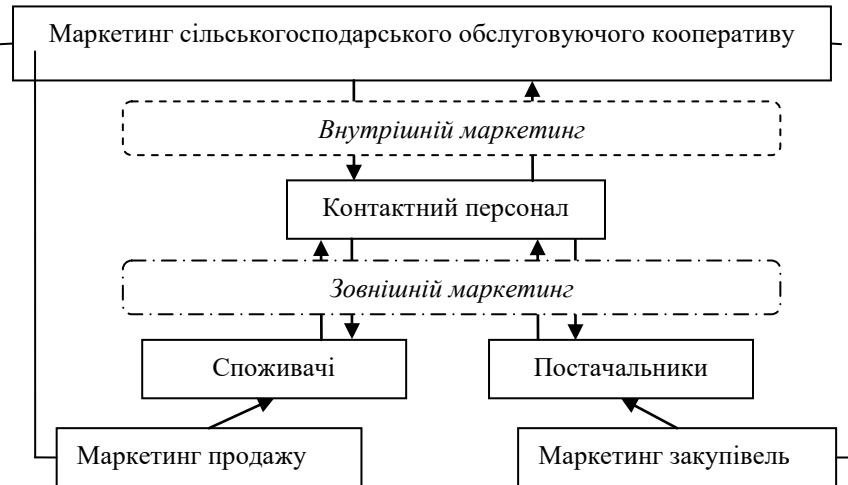 Маркетинг сільськогосподарського обслуговуючого кооперативу
Внутрішній маркетинг
Контактний персонал
Зовнішній маркетинг
Споживачі
Постачальники
Маркетинг продажу
Маркетинг закупівель